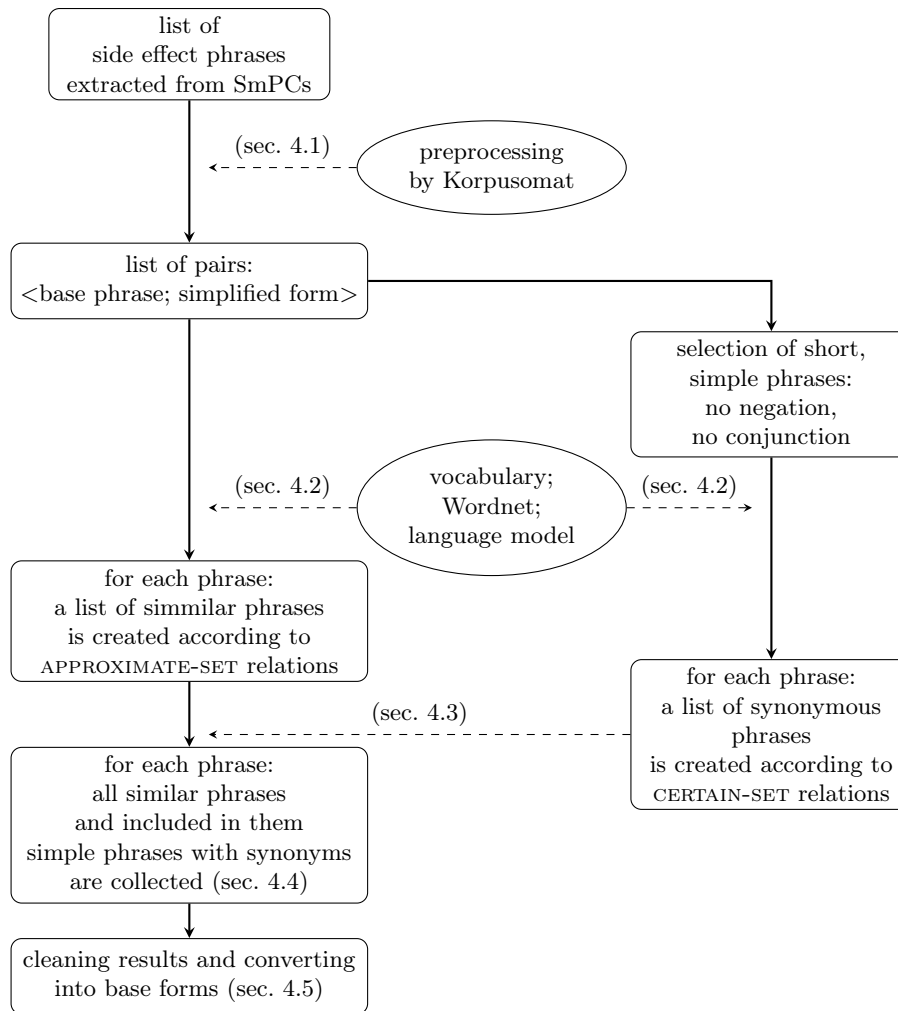 list of
side effect phrases
extracted from SmPCs
(sec. 4.1)
preprocessing
by Korpusomat
list of pairs:
<base phrase; simplified form>
selection of short,
simple phrases:
no negation,
no conjunction
(sec. 4.2)
vocabulary;
Wordnet;
language model
(sec. 4.2)
for each phrase:
a list of simmilar phrases
is created according to
APPROXIMATE-SET relations
for each phrase:
a list of synonymous
phrases
is created according to
CERTAIN-SET relations
(sec. 4.3)
for each phrase:
all similar phrases
and included in them
simple phrases with synonyms
are collected (sec. 4.4)
cleaning results and converting
into base forms (sec. 4.5)